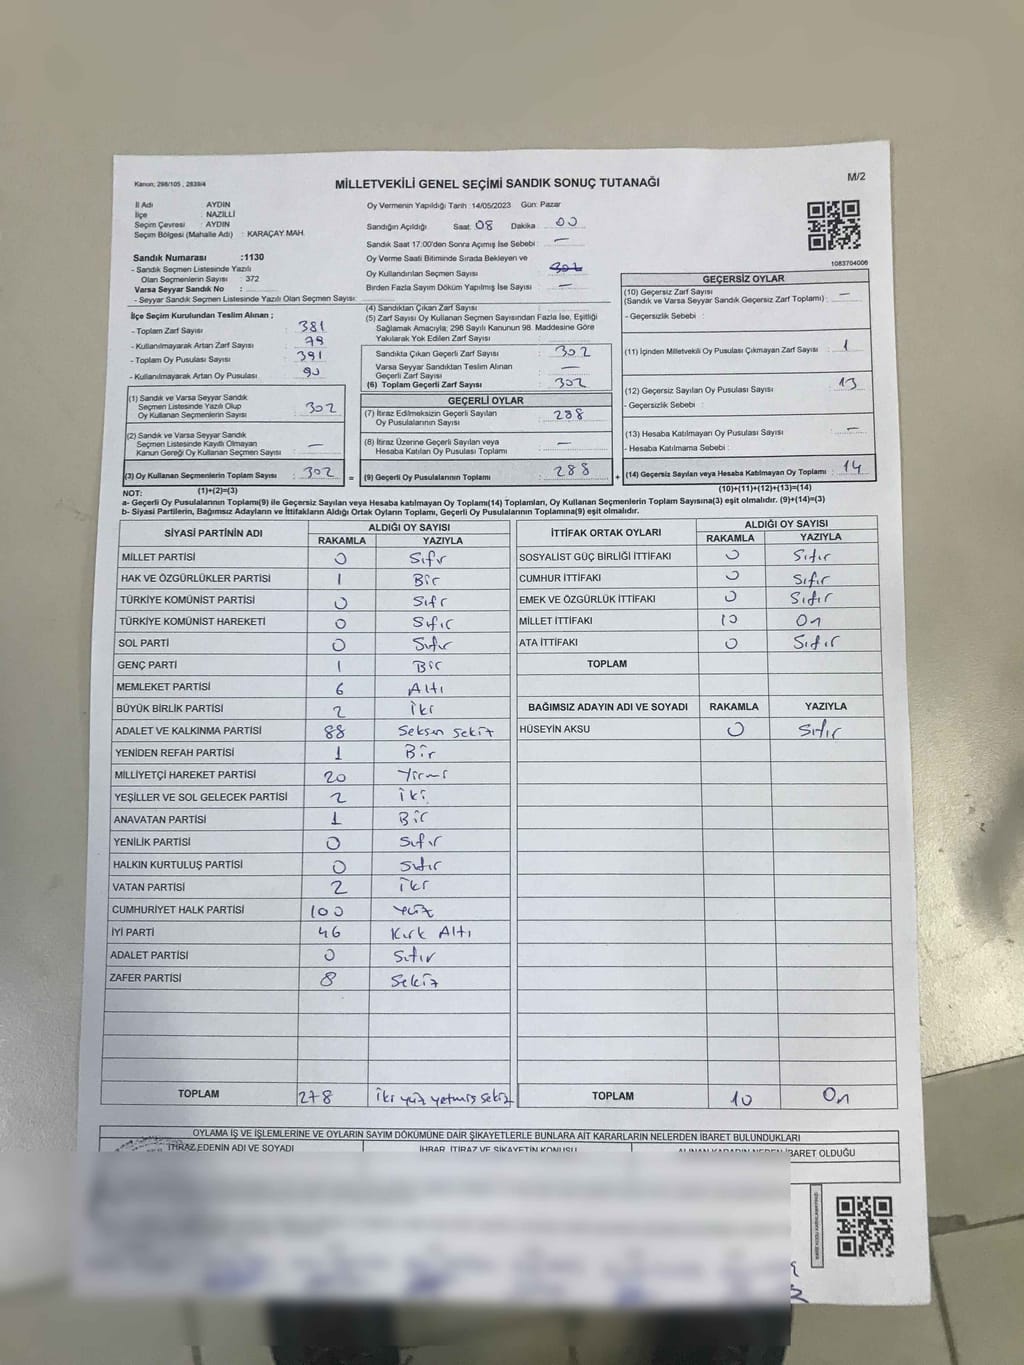 Kanun; 298/105 , 2839/4
MİLLETVEKİLİ GENEL SEÇİMİ SANDIK SONUÇ TUTANAĞI
M/2
İl Adı : AYDIN
İlçe : NAZİLLİ
Seçim Çevresi : AYDIN
Seçim Bölgesi (Mahalle Adı) : KARAÇAY MAH.
Sandık Numarası :1130
- Sandık Seçmen Listesinde Yazılı
Olan Seçmenlerin Sayısı : 372
Varsa Seyyar Sandık No :
- Seyyar Sandık Seçmen Listesinde Yazılı Olan Seçmen Sayısı:
Oy Vermenin Yapıldığı Tarih :14/05/2023 Gün: Pazar
Sandığın Açıldığı Saat: 08 Dakika : 00
Sandık Saat 17:00'den Sonra Açımış İse Sebebi : —
Oy Verme Saati Bitiminde Sırada Bekleyen ve
Oy Kullandırılan Seçmen Sayısı : 302
Birden Fazla Sayım Döküm Yapılmış İse Sayısı : —
1083704006
İlçe Seçim Kurulundan Teslim Alınan ;
- Toplam Zarf Sayısı : 381
- Kullanılmayarak Artan Zarf Sayısı : 79
- Toplam Oy Pusulası Sayısı : 391
- Kullanılmayarak Artan Oy Pusulası : 90
(1) Sandık ve Varsa Seyyar Sandık
Seçmen Listesinde Yazılı Olup
Oy Kullanan Seçmenlerin Sayısı : 302
(2) Sandık ve Varsa Seyyar Sandık
Seçmen Listesinde Kayıtlı Olmayan
Kanun Gereği Oy Kullanan Seçmen Sayısı : —
(3) Oy Kullanan Seçmenlerin Toplam Sayısı : 302
(1)+(2)=(3)
(4) Sandıktan Çıkan Zarf Sayısı :
(5) Zarf Sayısı Oy Kullanan Seçmen Sayısından Fazla İse, Eşitliği
Sağlamak Amacıyla; 298 Sayılı Kanunun 98. Maddesine Göre
Yakılarak Yok Edilen Zarf Sayısı :
Sandıkta Çıkan Geçerli Zarf Sayısı : 302
Varsa Seyyar Sandıktan Teslim Alınan
Geçerli Zarf Sayısı : —
(6) Toplam Geçerli Zarf Sayısı : 302
GEÇERLİ OYLAR
(7) İtiraz Edilmeksizin Geçerli Sayılan
Oy Pusulalarının Sayısı : 288
(8) İtiraz Üzerine Geçerli Sayılan veya
Hesaba Katılan Oy Pusulası Toplamı : —
= (9) Geçerli Oy Pusulalarının Toplamı : 288 +
GEÇERSİZ OYLAR
(10) Geçersiz Zarf Sayısı
(Sandık ve Varsa Seyyar Sandık Geçersiz Zarf Toplamı) : —
- Geçersizlik Sebebi :
(11) İçinden Milletvekili Oy Pusulası Çıkmayan Zarf Sayısı : 1
(12) Geçersiz Sayılan Oy Pusulası Sayısı : 13
- Geçersizlik Sebebi :
(13) Hesaba Katılmayan Oy Pusulası Sayısı : —
- Hesaba Katılmama Sebebi :
(14) Geçersiz Sayılan veya Hesaba Katılmayan Oy Toplamı : 14
(10)+(11)+(12)+(13)=(14)
NOT:
a- Geçerli Oy Pusulalarının Toplamı(9) ile Geçersiz Sayılan veya Hesaba katılmayan Oy Toplamı(14) Toplamları, Oy Kullanan Seçmenlerin Toplam Sayısına(3) eşit olmalıdır. (9)+(14)=(3)
b- Siyasi Partilerin, Bağımsız Adayların ve İttifakların Aldığı Oyların Toplamı, Geçerli Oy Pusulalarının Toplamına(9) eşit olmalıdır.
SİYASİ PARTİNİN ADI ALDIĞI OY SAYISI
RAKAMLA YAZIYLA
MİLLET PARTİSİ 0 Sıfır
HAK VE ÖZGÜRLÜKLER PARTİSİ 1 Bir
TÜRKİYE KOMÜNİST PARTİSİ 0 Sıfır
TÜRKİYE KOMÜNİST HAREKETİ 0 Sıfır
SOL PARTİ 0 Sıfır
GENÇ PARTİ 1 Bir
MEMLEKET PARTİSİ 6 Altı
BÜYÜK BİRLİK PARTİSİ 2 İki
ADALET VE KALKINMA PARTİSİ 88 Seksen sekiz
YENİDEN REFAH PARTİSİ 1 Bir
MİLLİYETÇİ HAREKET PARTİSİ 20 Yirmi
YEŞİLLER VE SOL GELECEK PARTİSİ 2 İki
ANAVATAN PARTİSİ 1 Bir
YENİLİK PARTİSİ 0 Sıfır
HALKIN KURTULUŞ PARTİSİ 0 Sıfır
VATAN PARTİSİ 2 İki
CUMHURİYET HALK PARTİSİ 100 Yüz
İYİ PARTİ 46 Kırk Altı
ADALET PARTİSİ 0 Sıfır
ZAFER PARTİSİ 8 Sekiz
TOPLAM 278 İki yüz yetmiş sekiz
İTTİFAK ORTAK OYLARI ALDIĞI OY SAYISI
RAKAMLA YAZIYLA
SOSYALİST GÜÇ BİRLİĞİ İTTİFAKI 0 Sıfır
CUMHUR İTTİFAKI 0 Sıfır
EMEK VE ÖZGÜRLÜK İTTİFAKI 0 Sıfır
MİLLET İTTİFAKI 10 On
ATA İTTİFAKI 0 Sıfır
TOPLAM
BAĞIMSIZ ADAYIN ADI VE SOYADI RAKAMLA YAZIYLA
HÜSEYİN AKSU 0 Sıfır
TOPLAM 10 On
OYLAMA İŞ VE İŞLEMLERİNE VE OYLARIN SAYIM DÖKÜMÜNE DAİR ŞİKAYETLERLE BUNLARA AİT KARARLARIN NELERDEN İBARET BULUNDUKLARI
İTİRAZ EDENİN ADI VE SOYADI İHBAR, İTİRAZ VE ŞİKAYETİN KONUSU ALINAN KARARIN NEDEN İBARET OLDUĞU